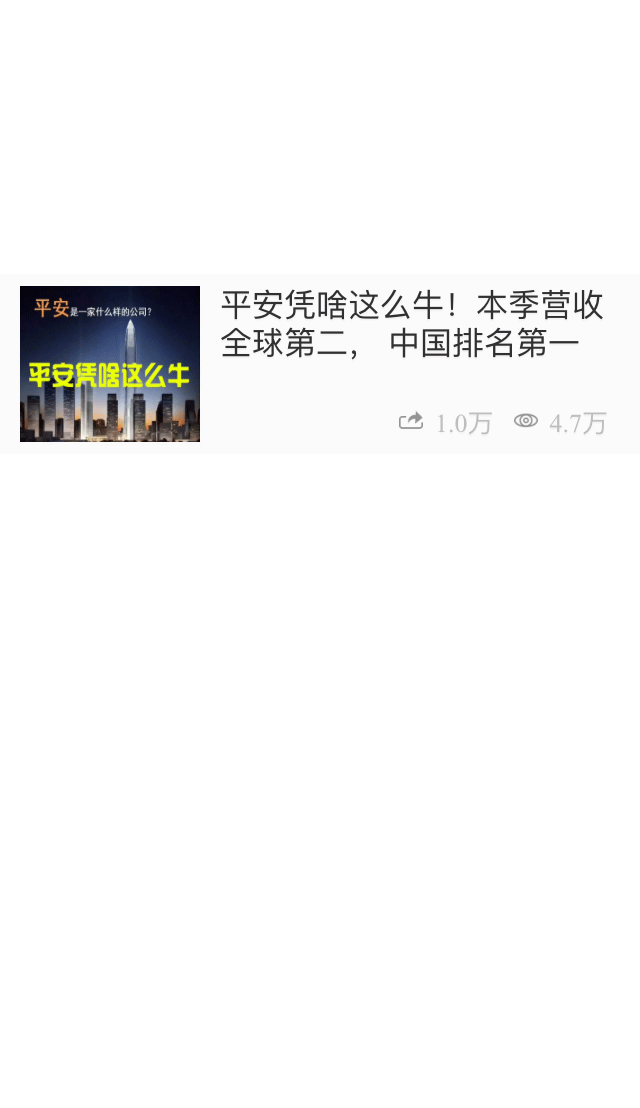 平安是一家什么样的公司?
平安凭啥这么牛
平安凭啥这么牛！本季营收
全球第二， 中国排名第一
1.0万 4.7万